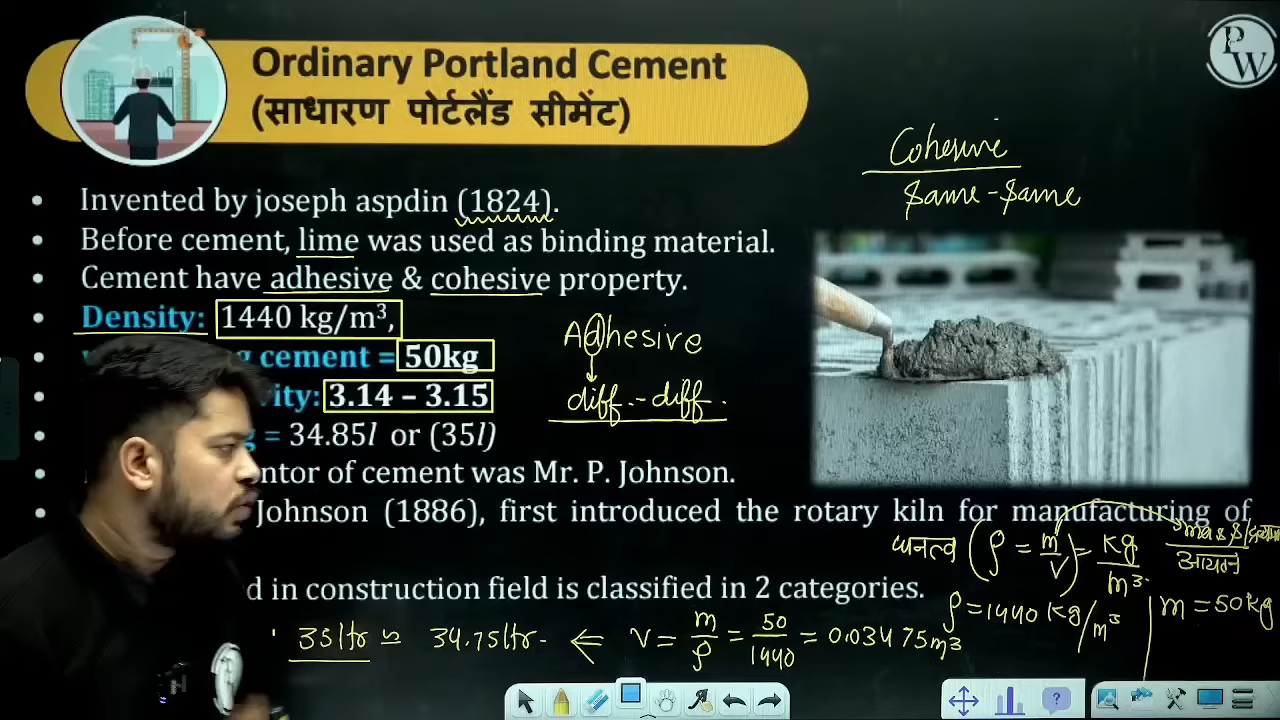 Ordinary Portland Cement
(साधारण पोर्टलैंड सीमेंट)
PW
Cohesive
Same-Same
Invented by joseph aspdin (1824).
Before cement, lime was used as binding material.
Cement have adhesive & cohesive property.
Density: 1440 kg/m³,
Adhesive
cement = 50kg
diff.-diff.
3.14 – 3.15
= 34.85l or (35l)
of cement was Mr. P. Johnson.
Johnson (1886), first introduced the rotary kiln for manufacturing of
घनत्व (ρ = m/V) = kg/m³
आयतन
in construction field is classified in 2 categories.
ρ = 1440 kg/m³
m = 50kg
35ltr ≈ 34.75ltr. ← V = m/ρ = 50/1440 = 0.03475m³